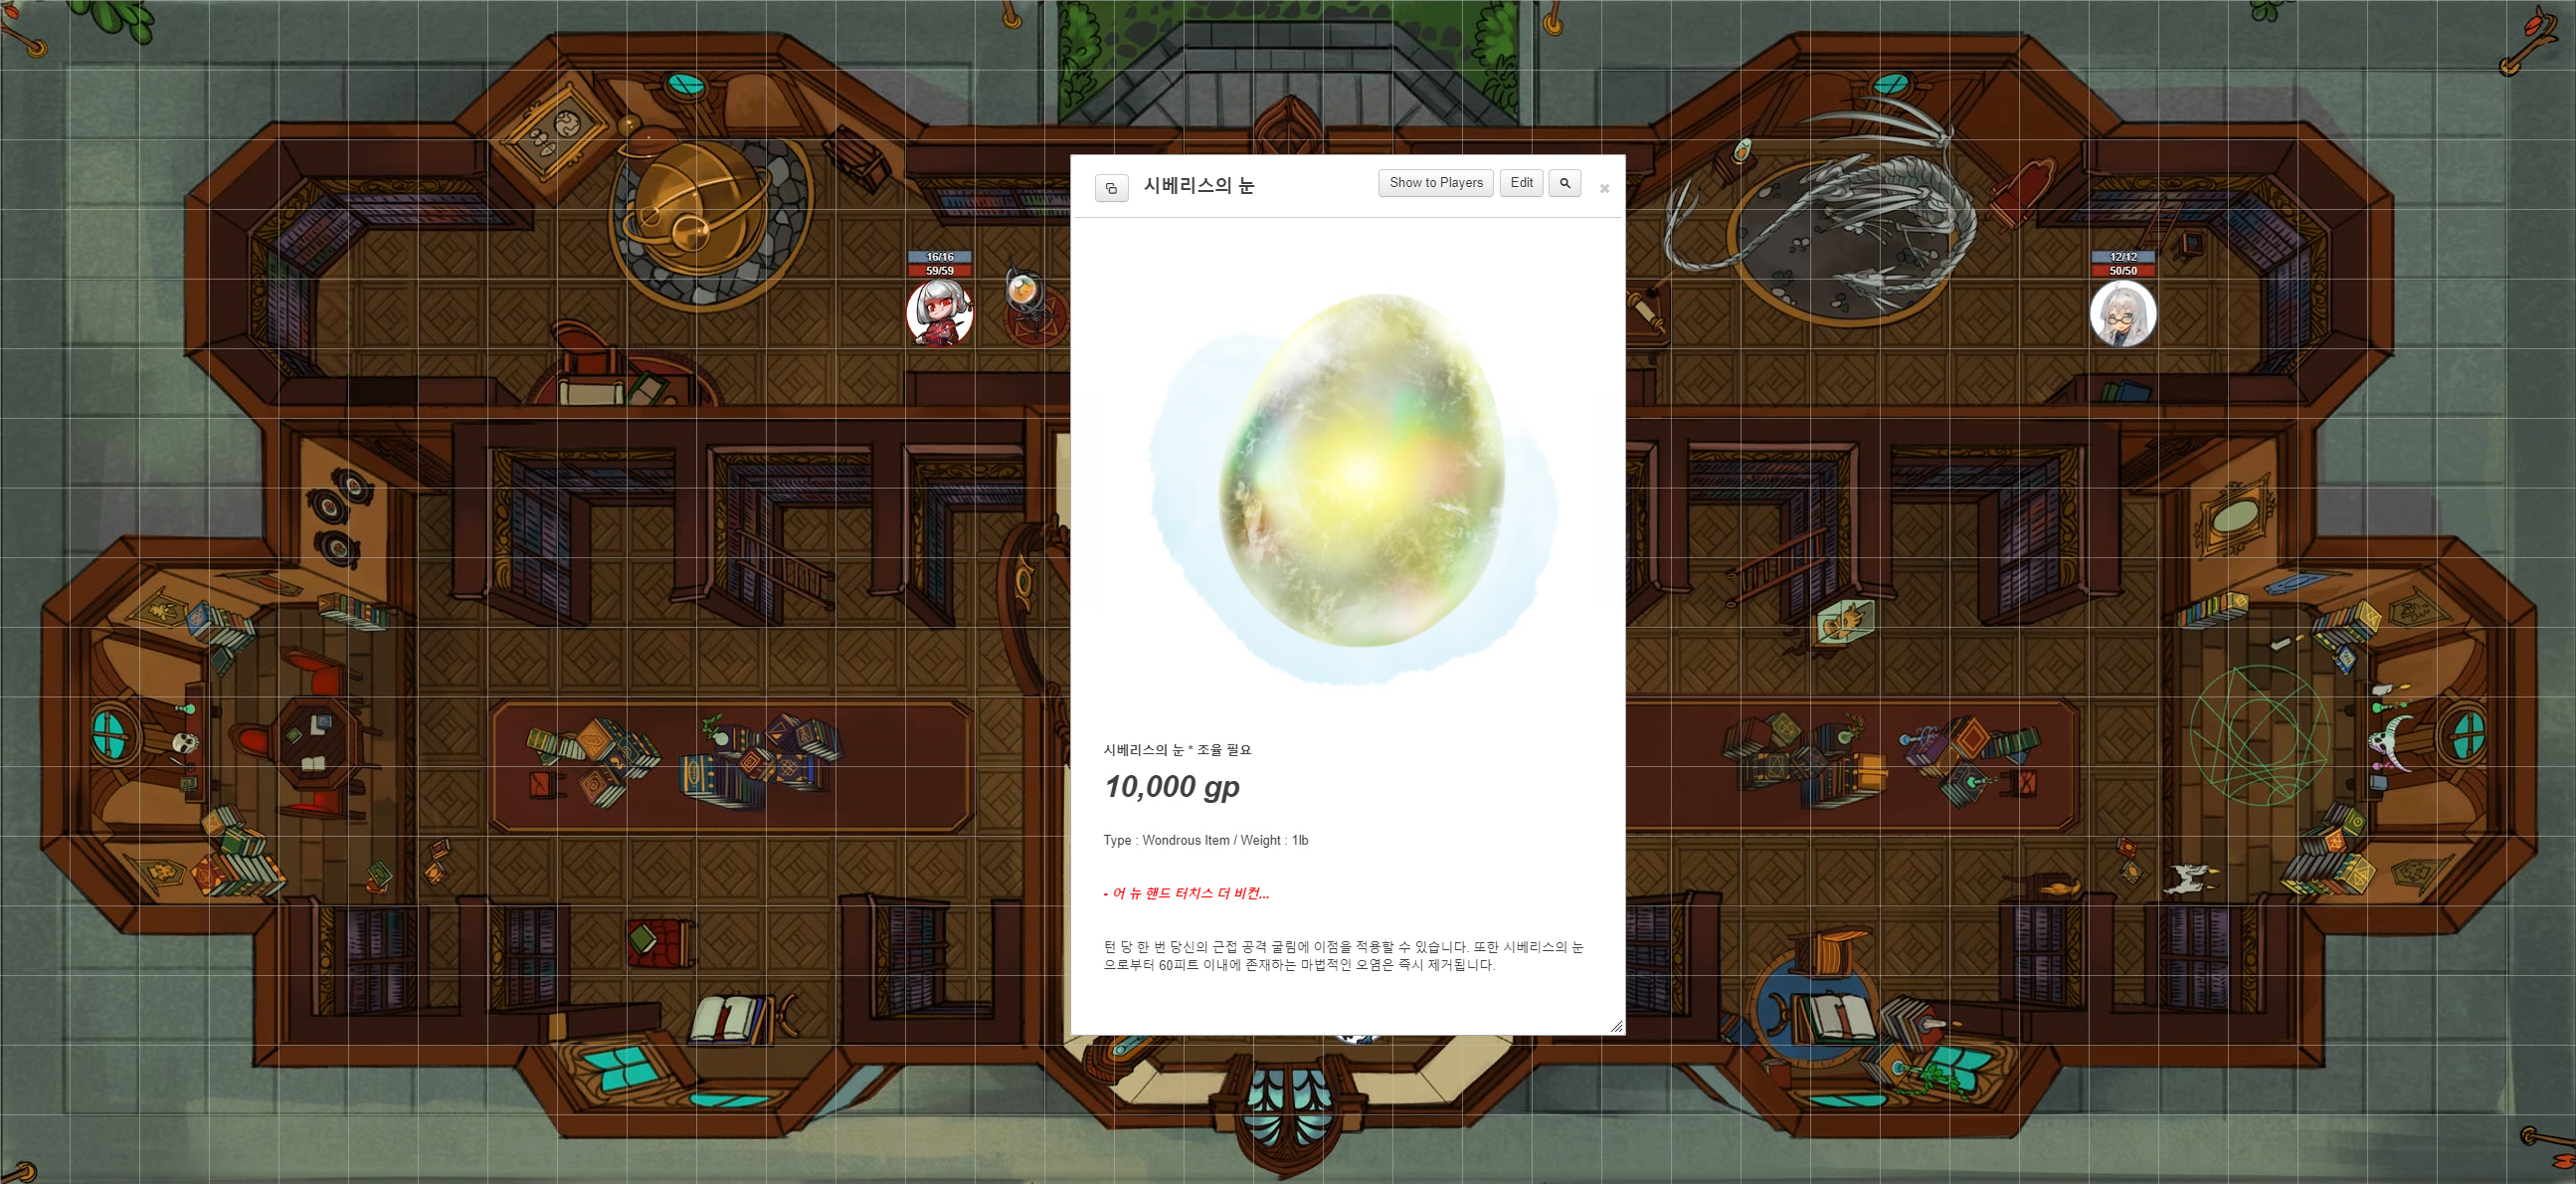 시베리스의 눈
Show to Players
Edit
16/16
59/59
12/12
50/50
시베리스의 눈 * 조율 필요
10,000 gp
Type : Wondrous Item / Weight : 1lb
- 어 뉴 핸드 터치스 더 비컨...
턴 당 한 번 당신의 근접 공격 굴림에 이점을 적용할 수 있습니다. 또한 시베리스의 눈
으로부터 60피트 이내에 존재하는 마법적인 오염은 즉시 제거됩니다.